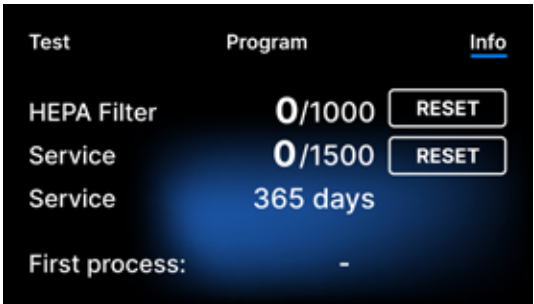 Test Program Info
HEPA Filter 0/1000 RESET
Service 0/1500 RESET
Service 365 days
First process: -